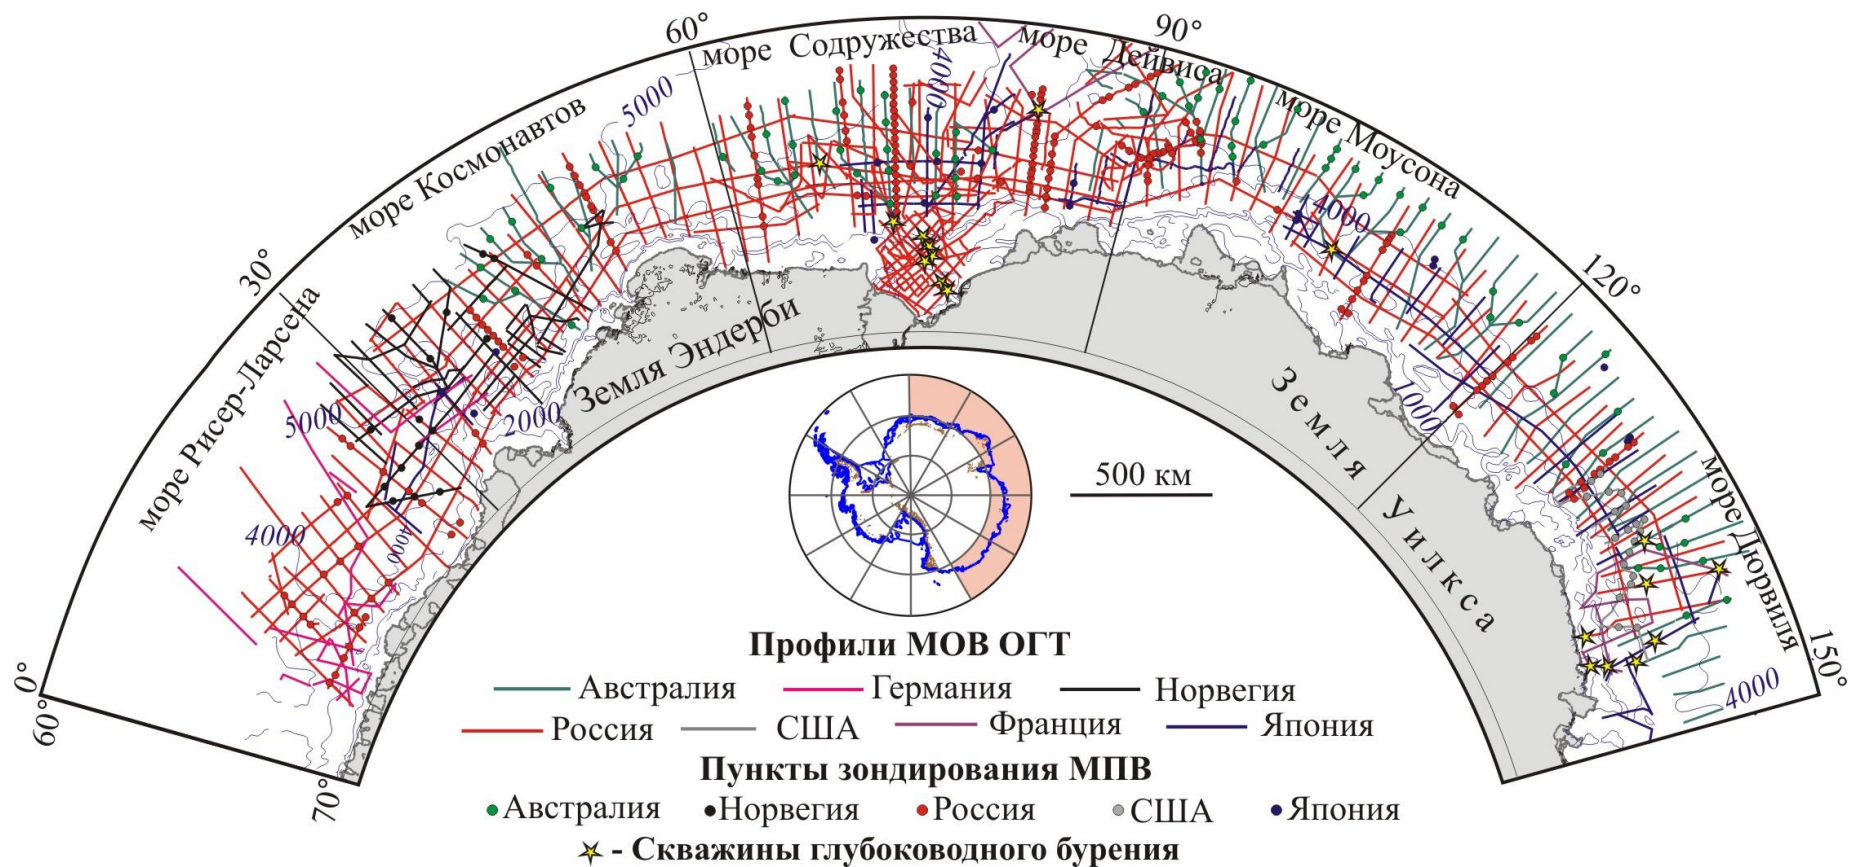 60°
90°
море Содружества
море Дейвиса
4000
5000
море Космонавтов
море Моусона
4000
30°
120°
море Рисер-Ларсена
Земля Эндерби
5000
2000
1000
Земля Уилкса
море Дюрвиля
4000
1000
500 км
0°
60°
70°
150°
4000
Профили МОВ ОГТ
Австралия Германия Норвегия
Россия США Франция Япония
Пункты зондирования МПВ
Австралия Норвегия Россия США Япония
- Скважины глубоководного бурения